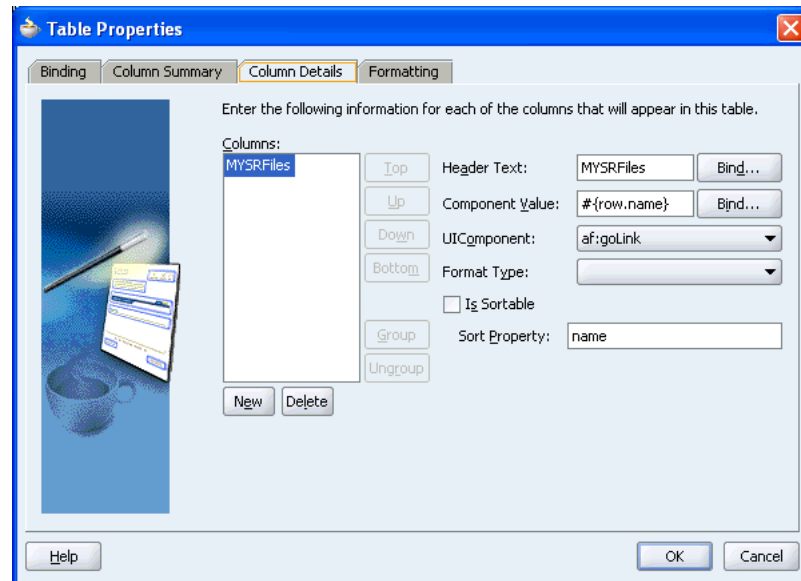 Table Properties
Binding Column Summary Column Details Formatting
Enter the following information for each of the columns that will appear in this table.
Columns:
MYSRFiles
Top
Up
Down
Bottom
Group
Ungroup
New Delete
Header Text: MYSRFiles Bind...
Component Value: #{row.name} Bind...
UIComponent: af:goLink
Format Type:
Is Sortable
Sort Property: name
Help OK Cancel